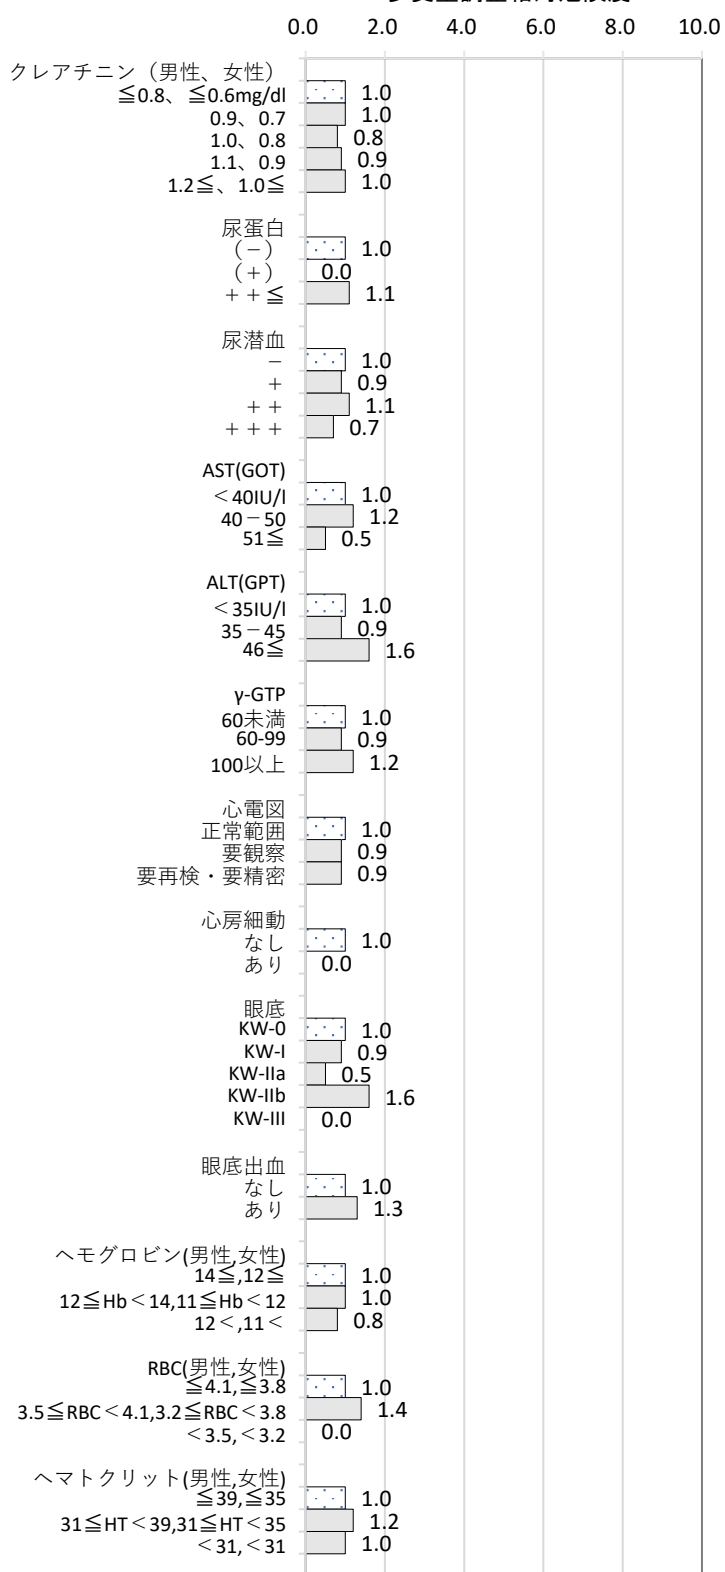 0.0 2.0 4.0 6.0 8.0 10.0
クレアチニン（男性、女性）
≦0.8、≦0.6mg/dl 1.0
0.9、0.7 1.0
1.0、0.8 0.8
1.1、0.9 0.9
1.2≦、1.0≦ 1.0
尿蛋白
（－） 1.0
（＋） 0.0
＋＋≦ 1.1
尿潜血
－ 1.0
＋ 0.9
＋＋ 1.1
＋＋＋ 0.7
AST(GOT)
＜40IU/l 1.0
40－50 1.2
51≦ 0.5
ALT(GPT)
＜35IU/l 1.0
35－45 0.9
46≦ 1.6
γ-GTP
60未満 1.0
60-99 0.9
100以上 1.2
心電図
正常範囲 1.0
要観察 0.9
要再検・要精密 0.9
心房細動
なし 1.0
あり 0.0
眼底
KW-0 1.0
KW-I 0.9
KW-IIa 0.5
KW-IIb 1.6
KW-III 0.0
眼底出血
なし 1.0
あり 1.3
ヘモグロビン(男性,女性)
14≦,12≦ 1.0
12≦Hb＜14,11≦Hb＜12 1.0
12＜,11＜ 0.8
RBC(男性,女性)
≦4.1,≦3.8 1.0
3.5≦RBC＜4.1,3.2≦RBC＜3.8 1.4
＜3.5,＜3.2 0.0
ヘマトクリット(男性,女性)
≦39,≦35 1.0
31≦HT＜39,31≦HT＜35 1.2
＜31,＜31 1.0